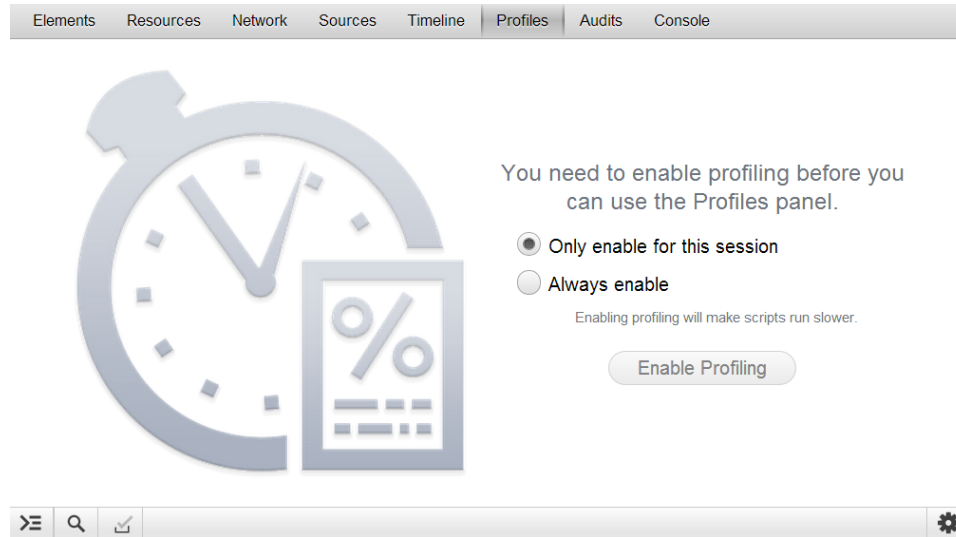 Elements Resources Network Sources Timeline Profiles Audits Console
You need to enable profiling before you
can use the Profiles panel.
Only enable for this session
Always enable
Enabling profiling will make scripts run slower.
Enable Profiling
%